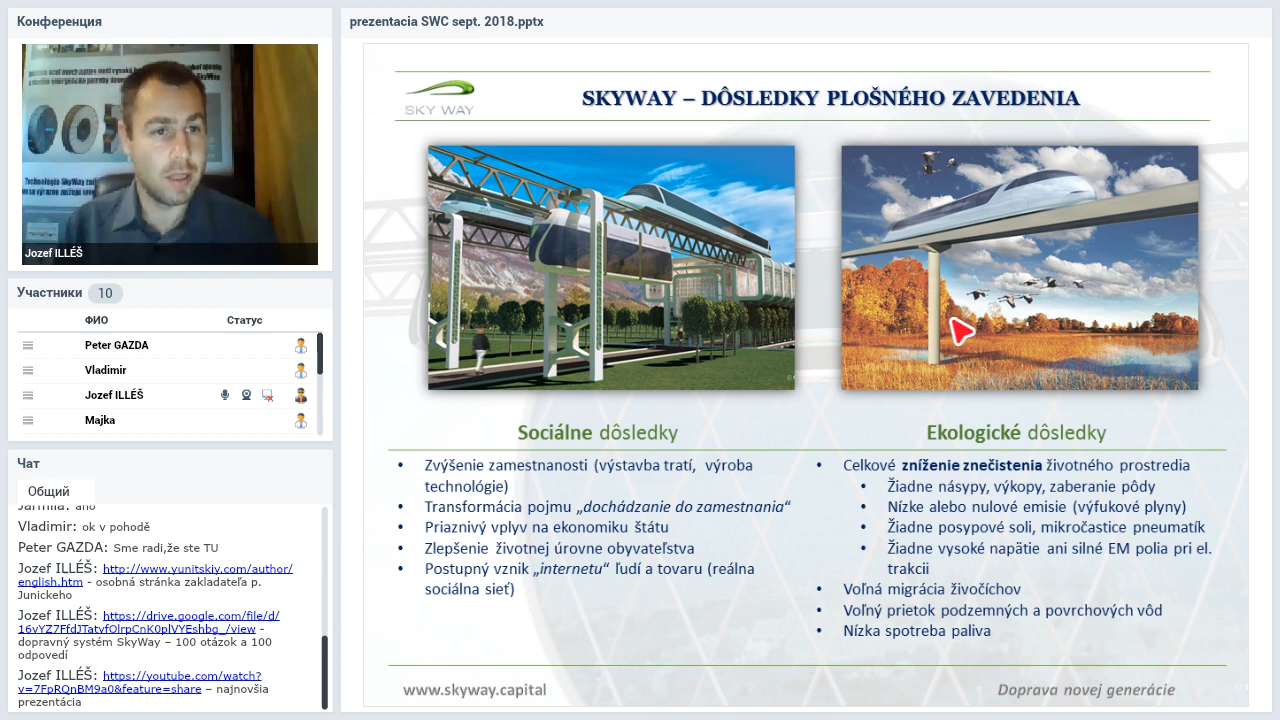 Конференция
Jozef ILLÉŠ
Участники 10
ФИО Статус
Peter GAZDA
Vladimir
Jozef ILLÉŠ
Majka
Чат
Общий
Jarmila: ano
Vladimir: ok v pohodě
Peter GAZDA: Sme radi,že ste TU
Jozef ILLÉŠ: http://www.yunitskiy.com/author/
english.htm - osobná stránka zakladateľa p.
Junickeho
Jozef ILLÉŠ: https://drive.google.com/file/d/
16vYZ7FfdJTatvfOlrpCnK0plVYEshbg_/view -
dopravný systém SkyWay – 100 otázok a 100
odpovedí
Jozef ILLÉŠ: https://youtube.com/watch?
v=7FpRQnBM9a0&feature=share – najnovšia
prezentácia
prezentacia SWC sept. 2018.pptx
SKY WAY
SKYWAY – DÔSLEDKY PLOŠNÉHO ZAVEDENIA
Sociálne dôsledky
• Zvýšenie zamestnanosti (výstavba tratí, výroba
technológie)
• Transformácia pojmu „dochádzanie do zamestnania“
• Priaznivý vplyv na ekonomiku štátu
• Zlepšenie životnej úrovne obyvateľstva
• Postupný vznik „internetu“ ľudí a tovaru (reálna
sociálna sieť)
Ekologické dôsledky
• Celkové zníženie znečistenia životného prostredia
• Žiadne násypy, výkopy, zaberanie pôdy
• Nízke alebo nulové emisie (výfukové plyny)
• Žiadne posypové soli, mikročastice pneumatík
• Žiadne vysoké napätie ani silné EM polia pri el.
trakcii
• Voľná migrácia živočíchov
• Voľný prietok podzemných a povrchových vôd
• Nízka spotreba paliva
www.skyway.capital
Doprava novej generácie